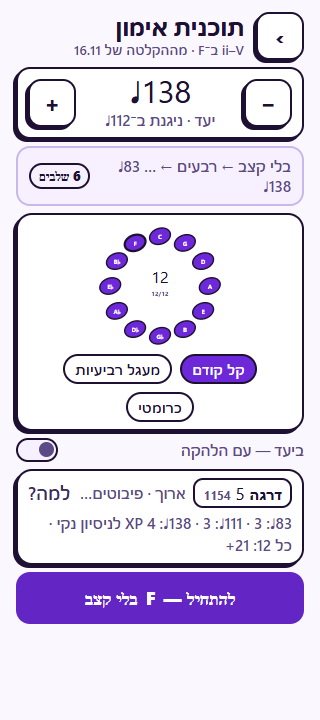 תוכנית אימון
ii–V ב־F · מההקלטה של 16.11
‹
−
♩138
+
יעד · ניגנת ב־♩112
בלי קצב ← רבעים ← ... ♩83
♩138
6 שלבים
C
G
D
A
E
B
G♭
D♭
A♭
E♭
B♭
F
12
12/12
קל קודם
מעגל רביעיות
כרומטי
ביעד — עם הלהקה
דרגה 5 1154
ארוך · פיבוטים...
למה?
♩83: 3 · ♩111: 3 · ♩138: 4 XP לניסיון נקי ·
כל 12: 21+
להתחיל — F בלי קצב